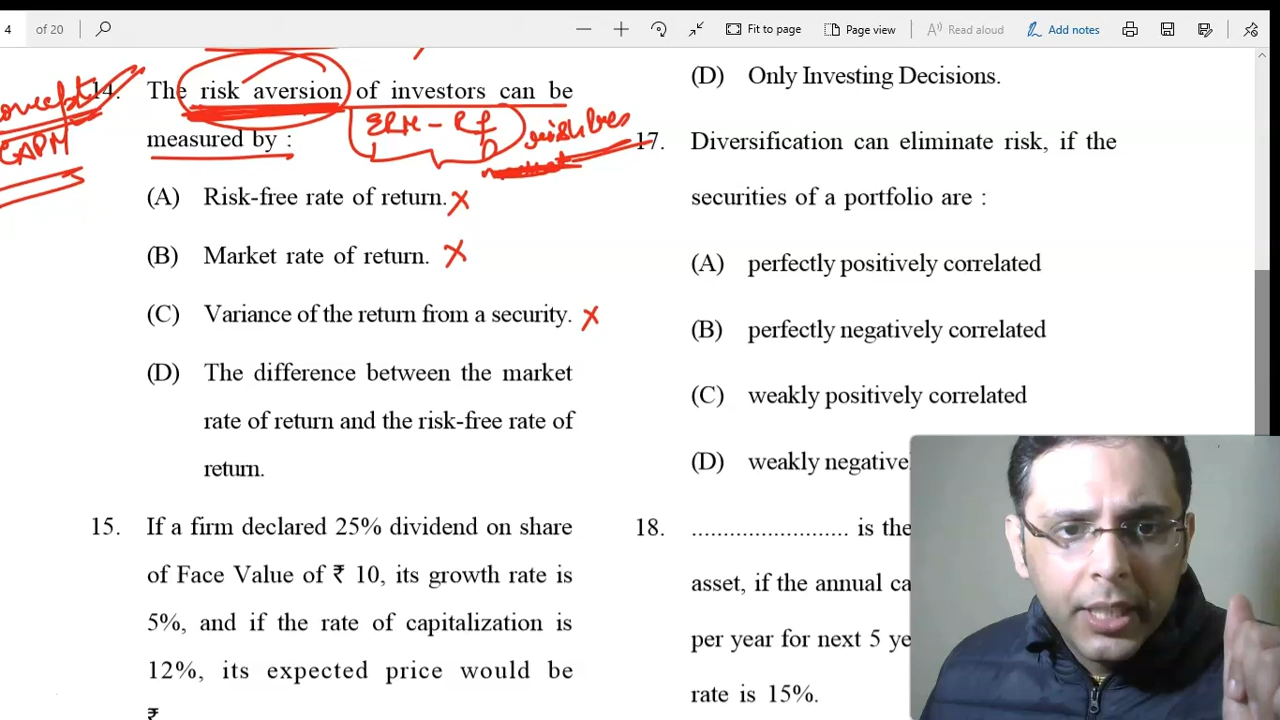 4 of 20
Fit to page
Page view
Read aloud
Add notes
14. The risk aversion of investors can be
measured by :
ERM - Rf
CAPM
(A) Risk-free rate of return. X
(B) Market rate of return. X
(C) Variance of the return from a security. X
(D) The difference between the market
rate of return and the risk-free rate of
return.
15. If a firm declared 25% dividend on share
of Face Value of ₹ 10, its growth rate is
5%, and if the rate of capitalization is
12%, its expected price would be
₹
(D) Only Investing Decisions.
17. Diversification can eliminate risk, if the
securities of a portfolio are :
(A) perfectly positively correlated
(B) perfectly negatively correlated
(C) weakly positively correlated
(D) weakly negative
18. ........................ is the
asset, if the annual ca
per year for next 5 ye
rate is 15%.